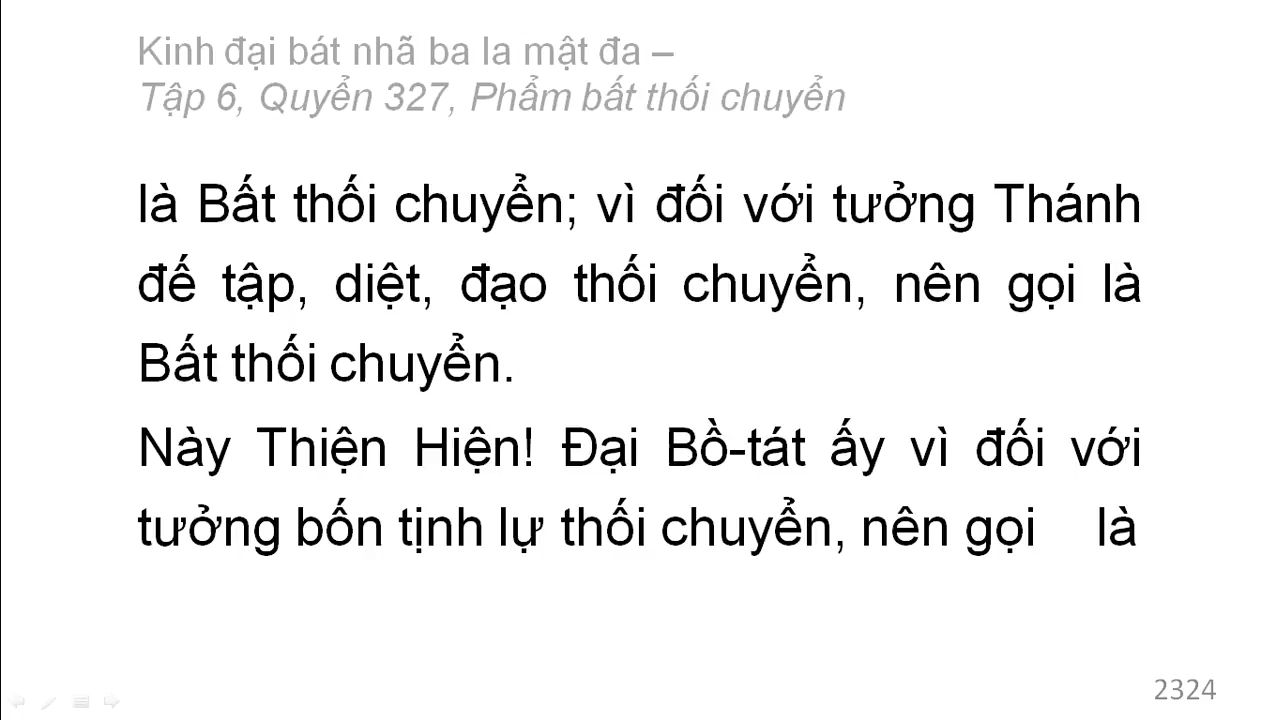 Kinh đại bát nhã ba la mật đa –
Tập 6, Quyển 327, Phẩm bất thối chuyển
là Bất thối chuyển; vì đối với tưởng Thánh
đế tập, diệt, đạo thối chuyển, nên gọi là
Bất thối chuyển.
Này Thiện Hiện! Đại Bồ-tát ấy vì đối với
tưởng bốn tịnh lự thối chuyển, nên gọi là
2324